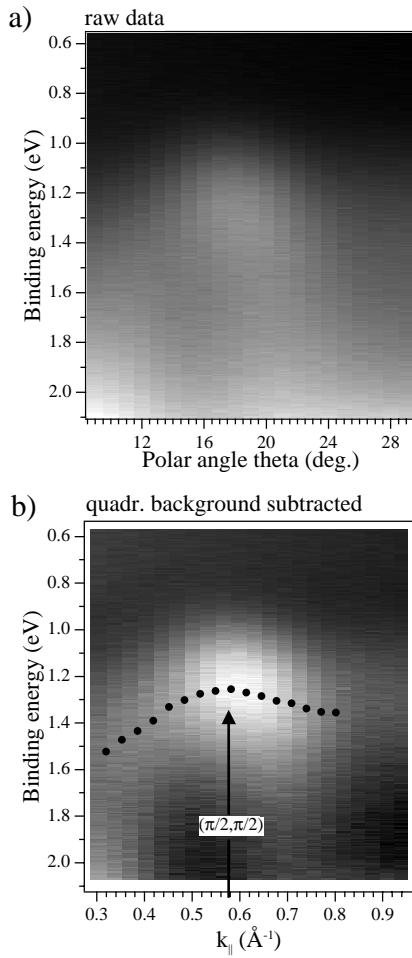 a) raw data
0.6
0.8
1.0
1.2
1.4
1.6
1.8
2.0
Binding energy (eV)
12 16 20 24 28
Polar angle theta (deg.)
b) quadr. background subtracted
0.6
0.8
1.0
1.2
1.4
1.6
1.8
2.0
Binding energy (eV)
(π/2,π/2)
0.3 0.4 0.5 0.6 0.7 0.8 0.9
k|| (Å-1)